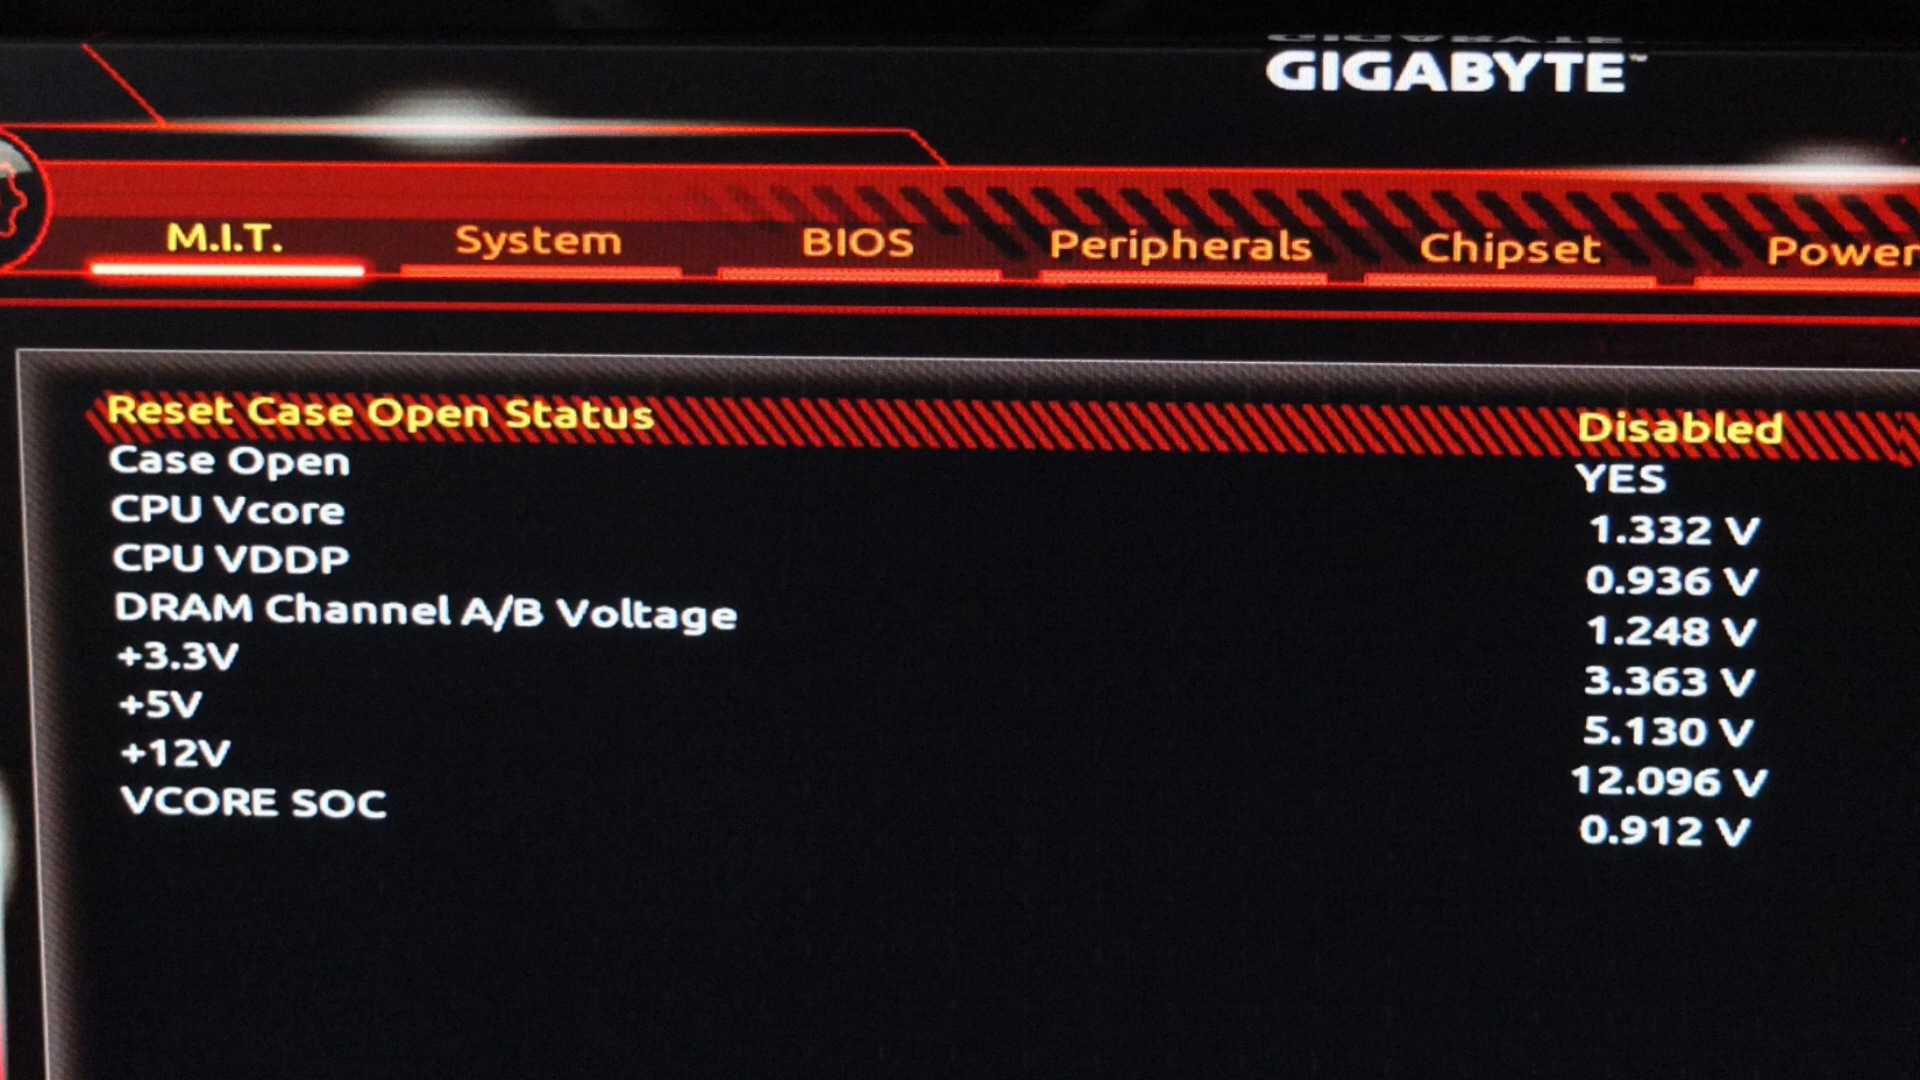 GIGABYTE™
M.I.T. System BIOS Peripherals Chipset Power
Reset Case Open Status Disabled
Case Open YES
CPU Vcore 1.332 V
CPU VDDP 0.936 V
DRAM Channel A/B Voltage 1.248 V
+3.3V 3.363 V
+5V 5.130 V
+12V 12.096 V
VCORE SOC 0.912 V